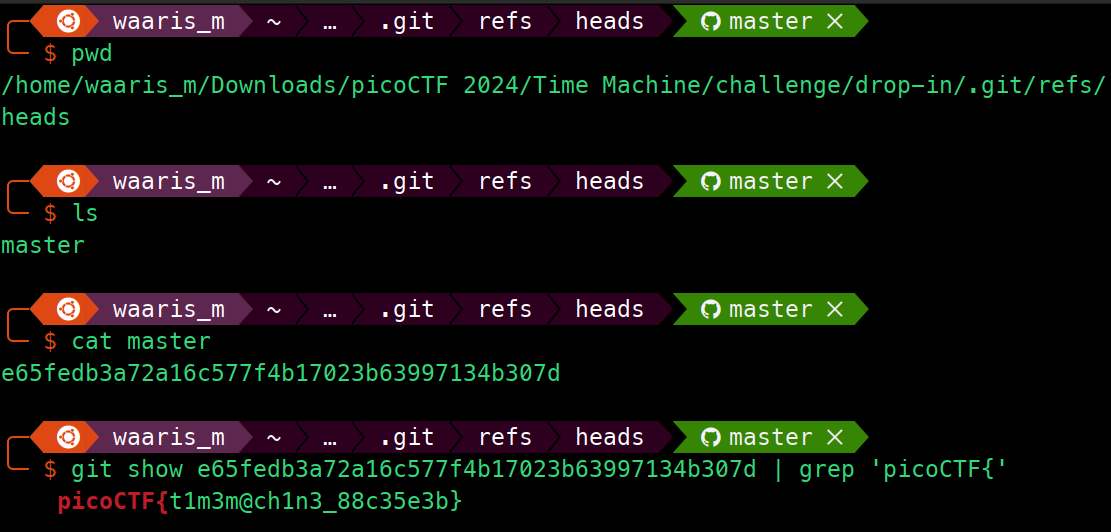 waaris_m ~ … .git refs heads master ×
$ pwd
/home/waaris_m/Downloads/picoCTF 2024/Time Machine/challenge/drop-in/.git/refs/
heads
waaris_m ~ … .git refs heads master ×
$ ls
master
waaris_m ~ … .git refs heads master ×
$ cat master
e65fedb3a72a16c577f4b17023b63997134b307d
waaris_m ~ … .git refs heads master ×
$ git show e65fedb3a72a16c577f4b17023b63997134b307d | grep 'picoCTF{'
picoCTF{t1m3m@ch1n3_88c35e3b}